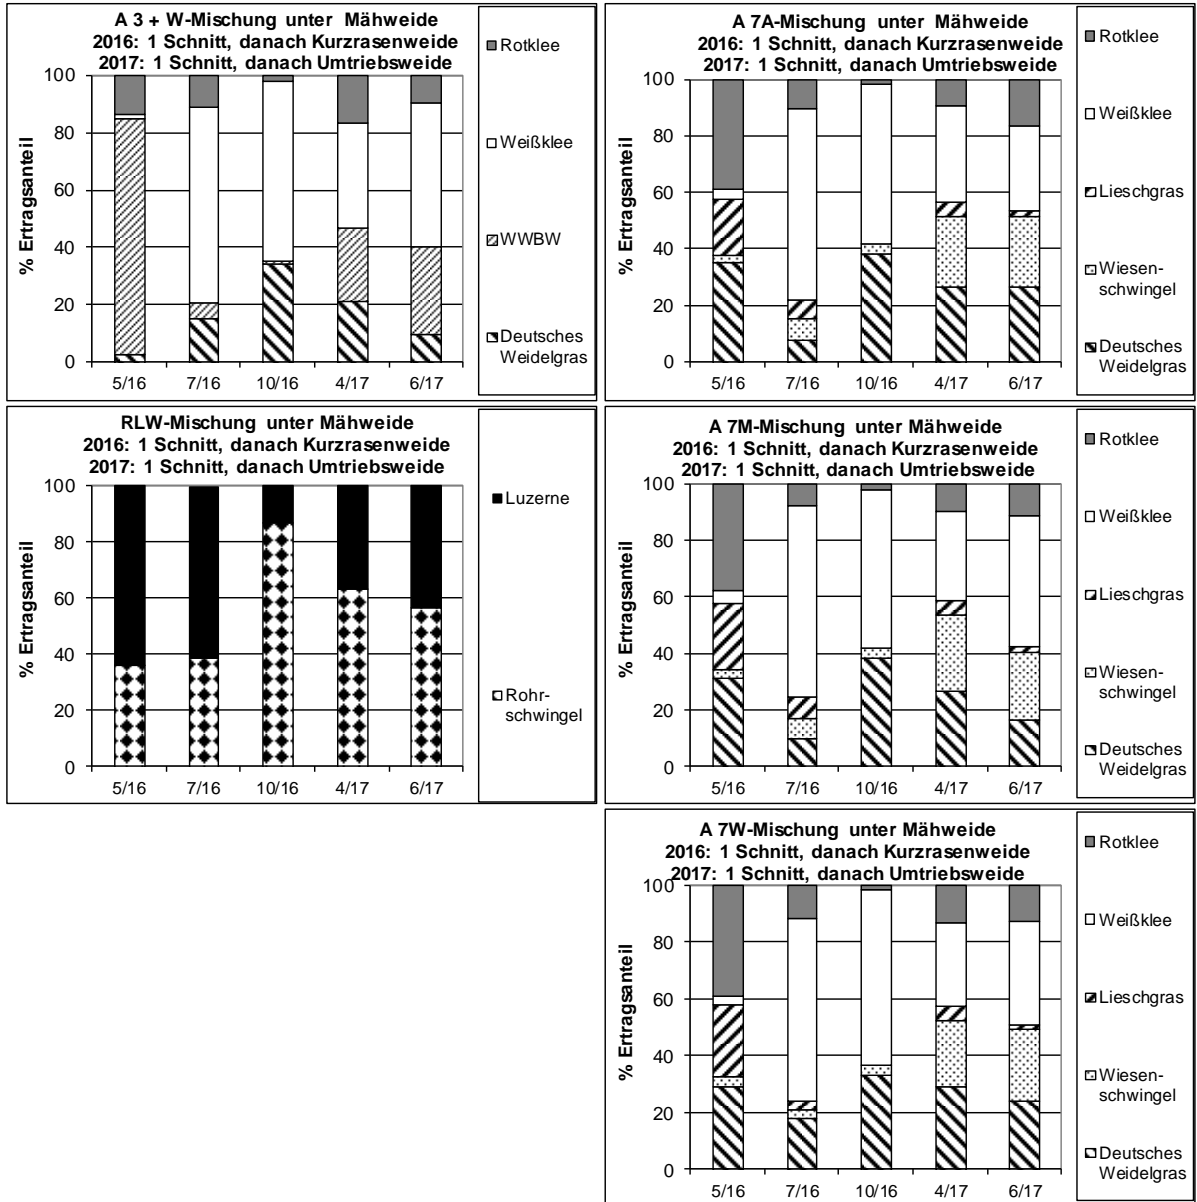 A 3 + W-Mischung unter Mähweide
2016: 1 Schnitt, danach Kurzrasenweide
2017: 1 Schnitt, danach Umtriebsweide
% Ertragsanteil
100
80
60
40
20
0
5/16 7/16 10/16 4/17 6/17
Rotklee
Weißklee
WWBW
Deutsches
Weidelgras
A 7A-Mischung unter Mähweide
2016: 1 Schnitt, danach Kurzrasenweide
2017: 1 Schnitt, danach Umtriebsweide
% Ertragsanteil
100
80
60
40
20
0
5/16 7/16 10/16 4/17 6/17
Rotklee
Weißklee
Lieschgras
Wiesen-
schwingel
Deutsches
Weidelgras
RLW-Mischung unter Mähweide
2016: 1 Schnitt, danach Kurzrasenweide
2017: 1 Schnitt, danach Umtriebsweide
% Ertragsanteil
100
80
60
40
20
0
5/16 7/16 10/16 4/17 6/17
Luzerne
Rohr-
schwingel
A 7M-Mischung unter Mähweide
2016: 1 Schnitt, danach Kurzrasenweide
2017: 1 Schnitt, danach Umtriebsweide
% Ertragsanteil
100
80
60
40
20
0
5/16 7/16 10/16 4/17 6/17
Rotklee
Weißklee
Lieschgras
Wiesen-
schwingel
Deutsches
Weidelgras
A 7W-Mischung unter Mähweide
2016: 1 Schnitt, danach Kurzrasenweide
2017: 1 Schnitt, danach Umtriebsweide
% Ertragsanteil
100
80
60
40
20
0
5/16 7/16 10/16 4/17 6/17
Rotklee
Weißklee
Lieschgras
Wiesen-
schwingel
Deutsches
Weidelgras